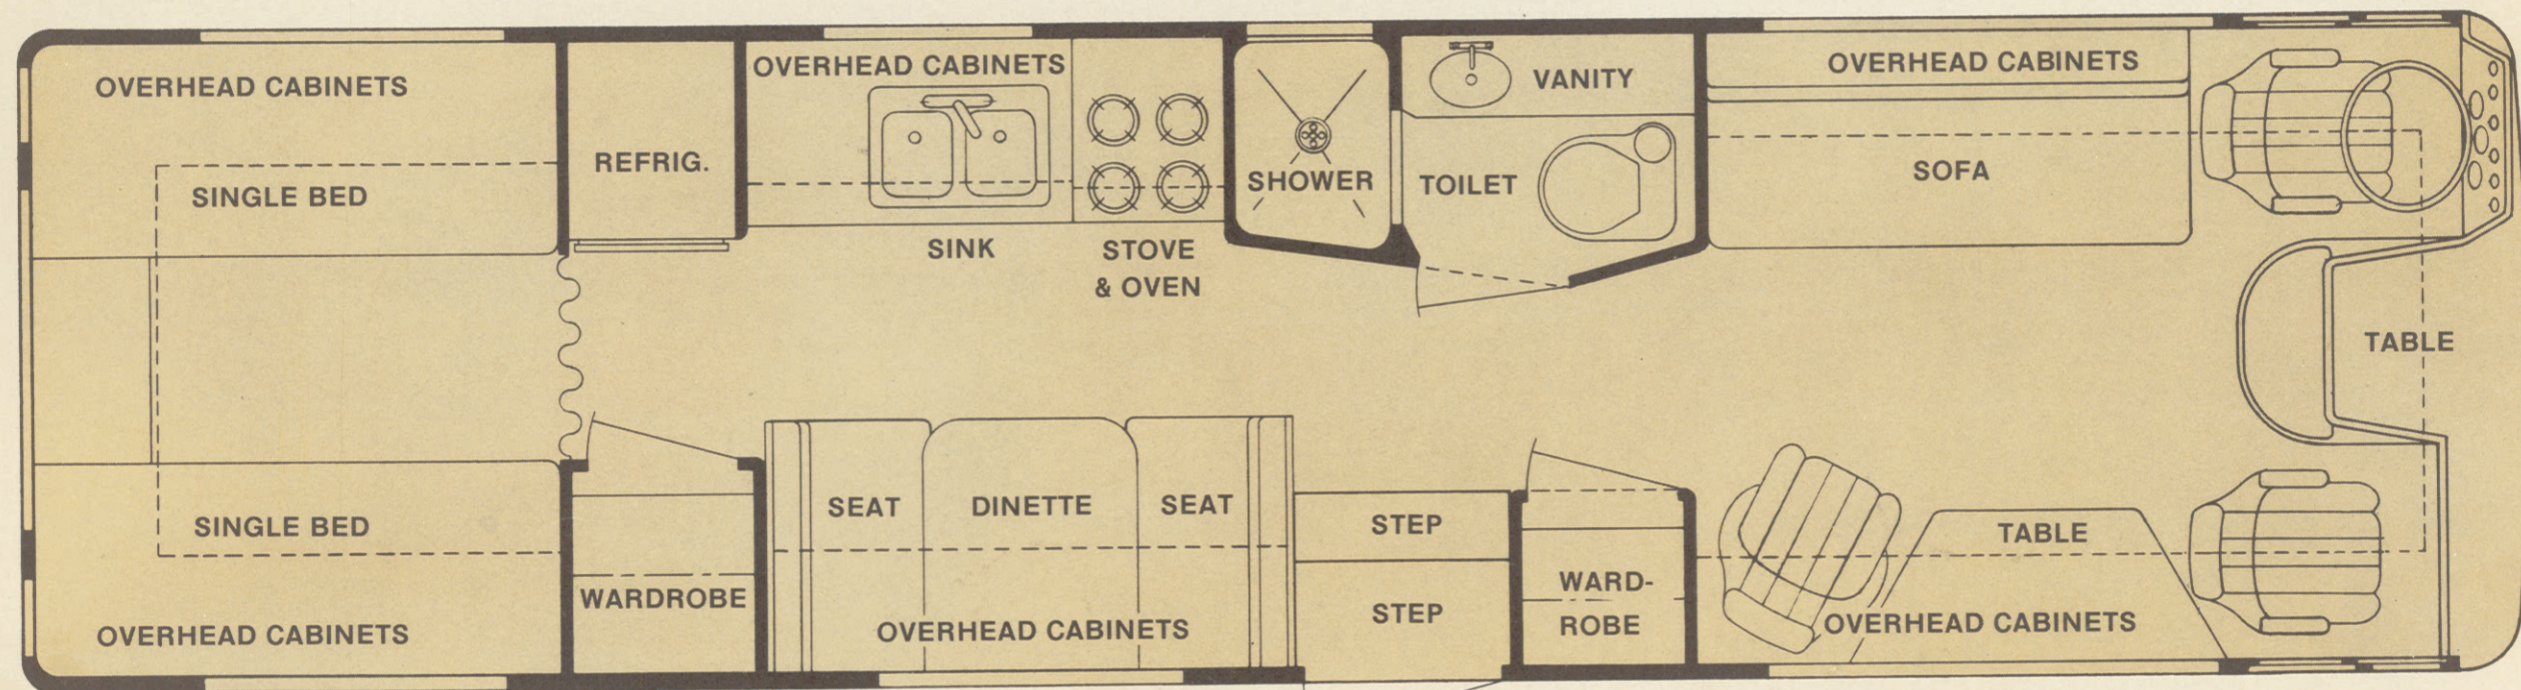 OVERHEAD CABINETS
SINGLE BED
REFRIG.
OVERHEAD CABINETS
SINK
STOVE
& OVEN
SHOWER
VANITY
TOILET
OVERHEAD CABINETS
SOFA
TABLE
SINGLE BED
OVERHEAD CABINETS
WARDROBE
SEAT
DINETTE
SEAT
OVERHEAD CABINETS
STEP
STEP
WARD-
ROBE
TABLE
OVERHEAD CABINETS